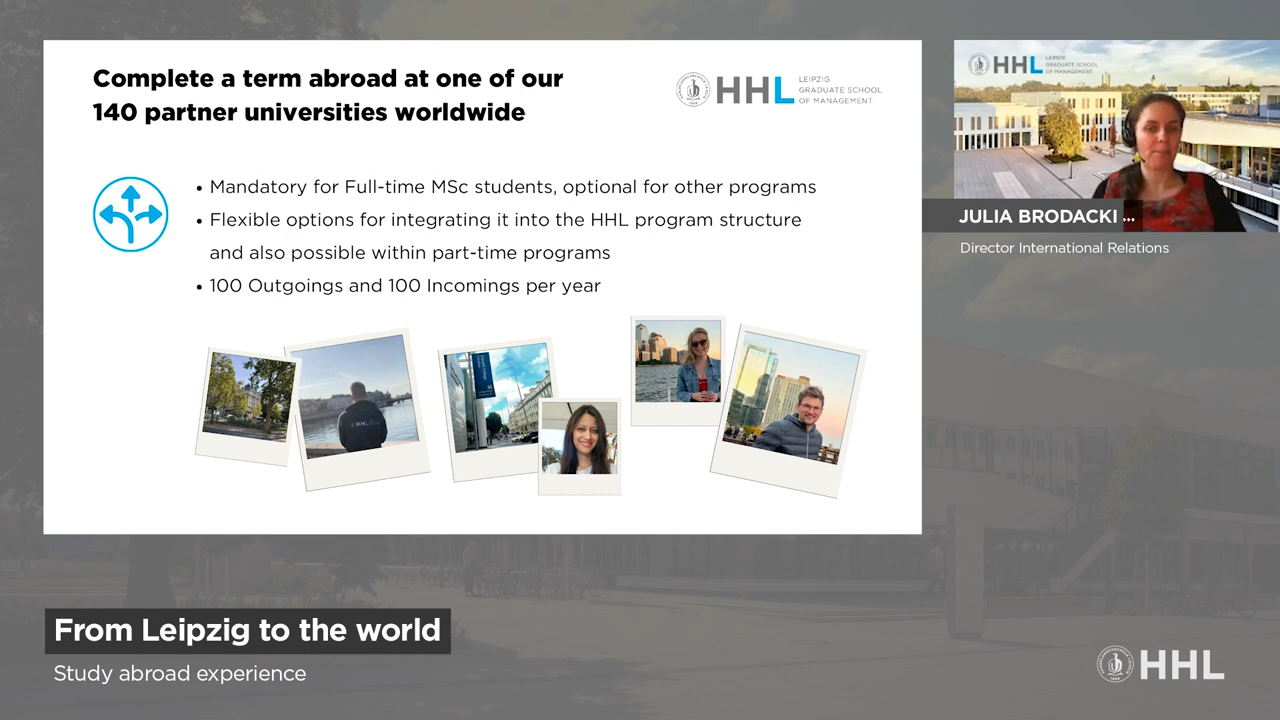 Complete a term abroad at one of our
140 partner universities worldwide
HHL
LEIPZIG
GRADUATE SCHOOL
OF MANAGEMENT
• Mandatory for Full-time MSc students, optional for other programs
• Flexible options for integrating it into the HHL program structure
and also possible within part-time programs
• 100 Outgoings and 100 Incomings per year
HHL
HHL
LEIPZIG
GRADUATE SCHOOL
OF MANAGEMENT
JULIA BRODACKI ...
Director International Relations
From Leipzig to the world
Study abroad experience
HHL